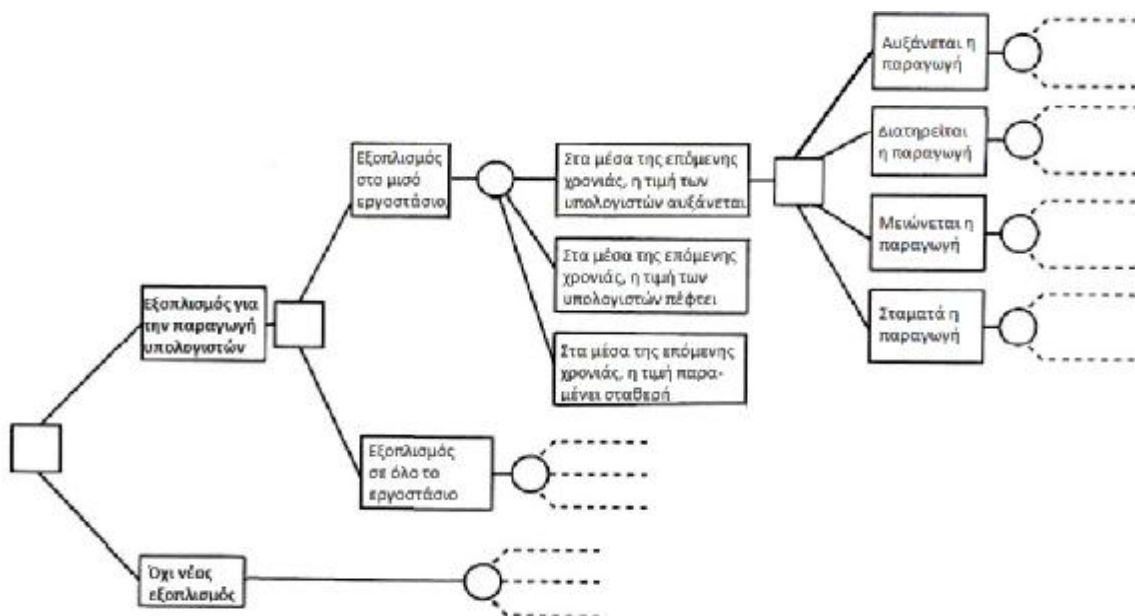 Αυξάνεται η
παραγωγή
Διατηρείται
η παραγωγή
Εξοπλισμός
στο μισό
εργοστάσιο
Στα μέσα της επόμενης
χρονιάς, η τιμή των
υπολογιστών αυξάνεται
Μειώνεται η
παραγωγή
Στα μέσα της επόμενης
χρονιάς, η τιμή των
υπολογιστών πέφτει
Εξοπλισμός για
την παραγωγή
υπολογιστών
Σταματά η
παραγωγή
Στα μέσα της επόμενης
χρονιάς, η τιμή παρα-
μένει σταθερή
Εξοπλισμός
σε όλο το
εργοστάσιο
Όχι νέος
εξοπλισμός